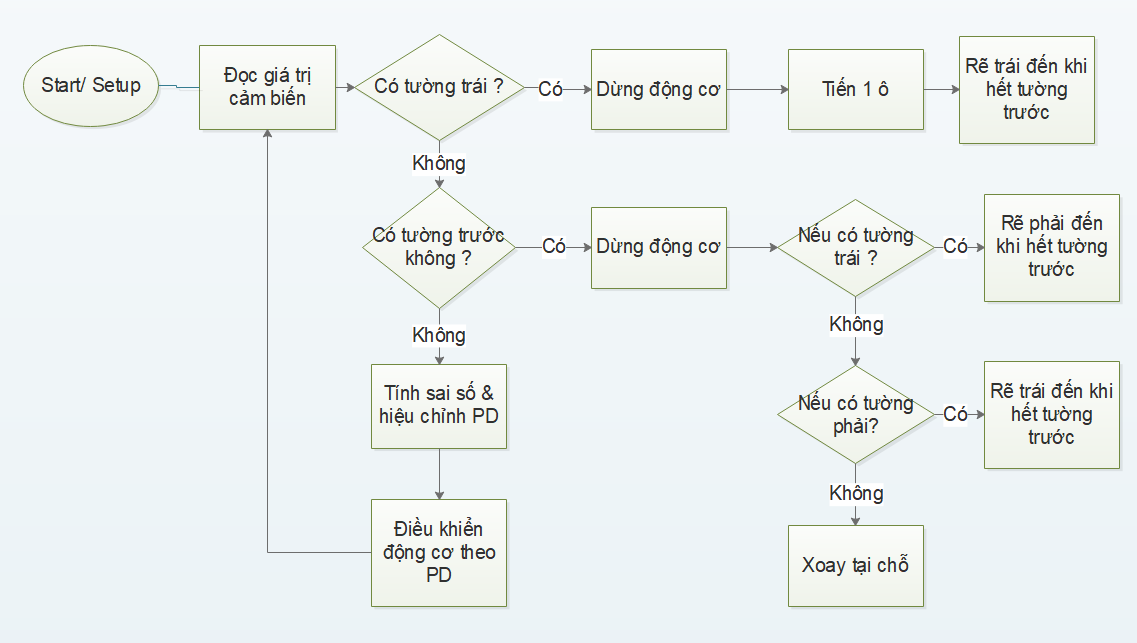 Start/ Setup
Đọc giá trị
cảm biến
Có tường trái ?
Có
Dừng động cơ
Tiến 1 ô
Rẽ trái đến khi
hết tường
trước
Không
Có tường trước
không ?
Có
Dừng động cơ
Nếu có tường
trái ?
Có
Rẽ phải đến
khi hết tường
trước
Không
Không
Tính sai số &
hiệu chỉnh PD
Nếu có tường
phải?
Có
Rẽ trái đến khi
hết tường
trước
Không
Điều khiển
động cơ theo
PD
Xoay tại chỗ